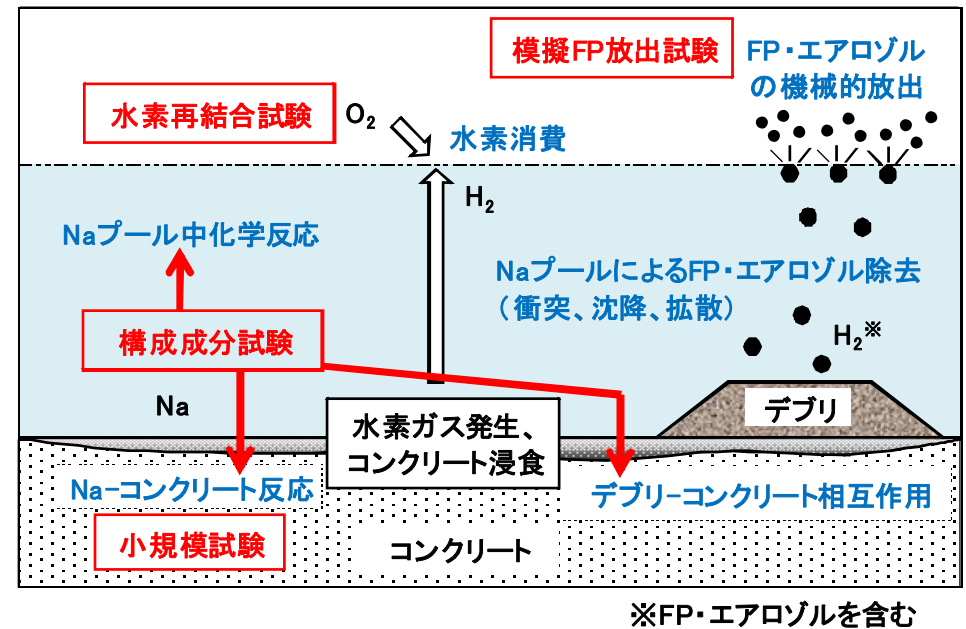 模擬FP放出試験
FP・エアロゾル
の機械的放出
水素再結合試験
O2
水素消費
H2
Naプール中化学反応
NaプールによるFP・エアロゾル除去
（衝突、沈降、拡散）
構成成分試験
H2※
Na
デブリ
水素ガス発生、
コンクリート浸食
Na-コンクリート反応
デブリ-コンクリート相互作用
小規模試験
コンクリート
※FP・エアロゾルを含む